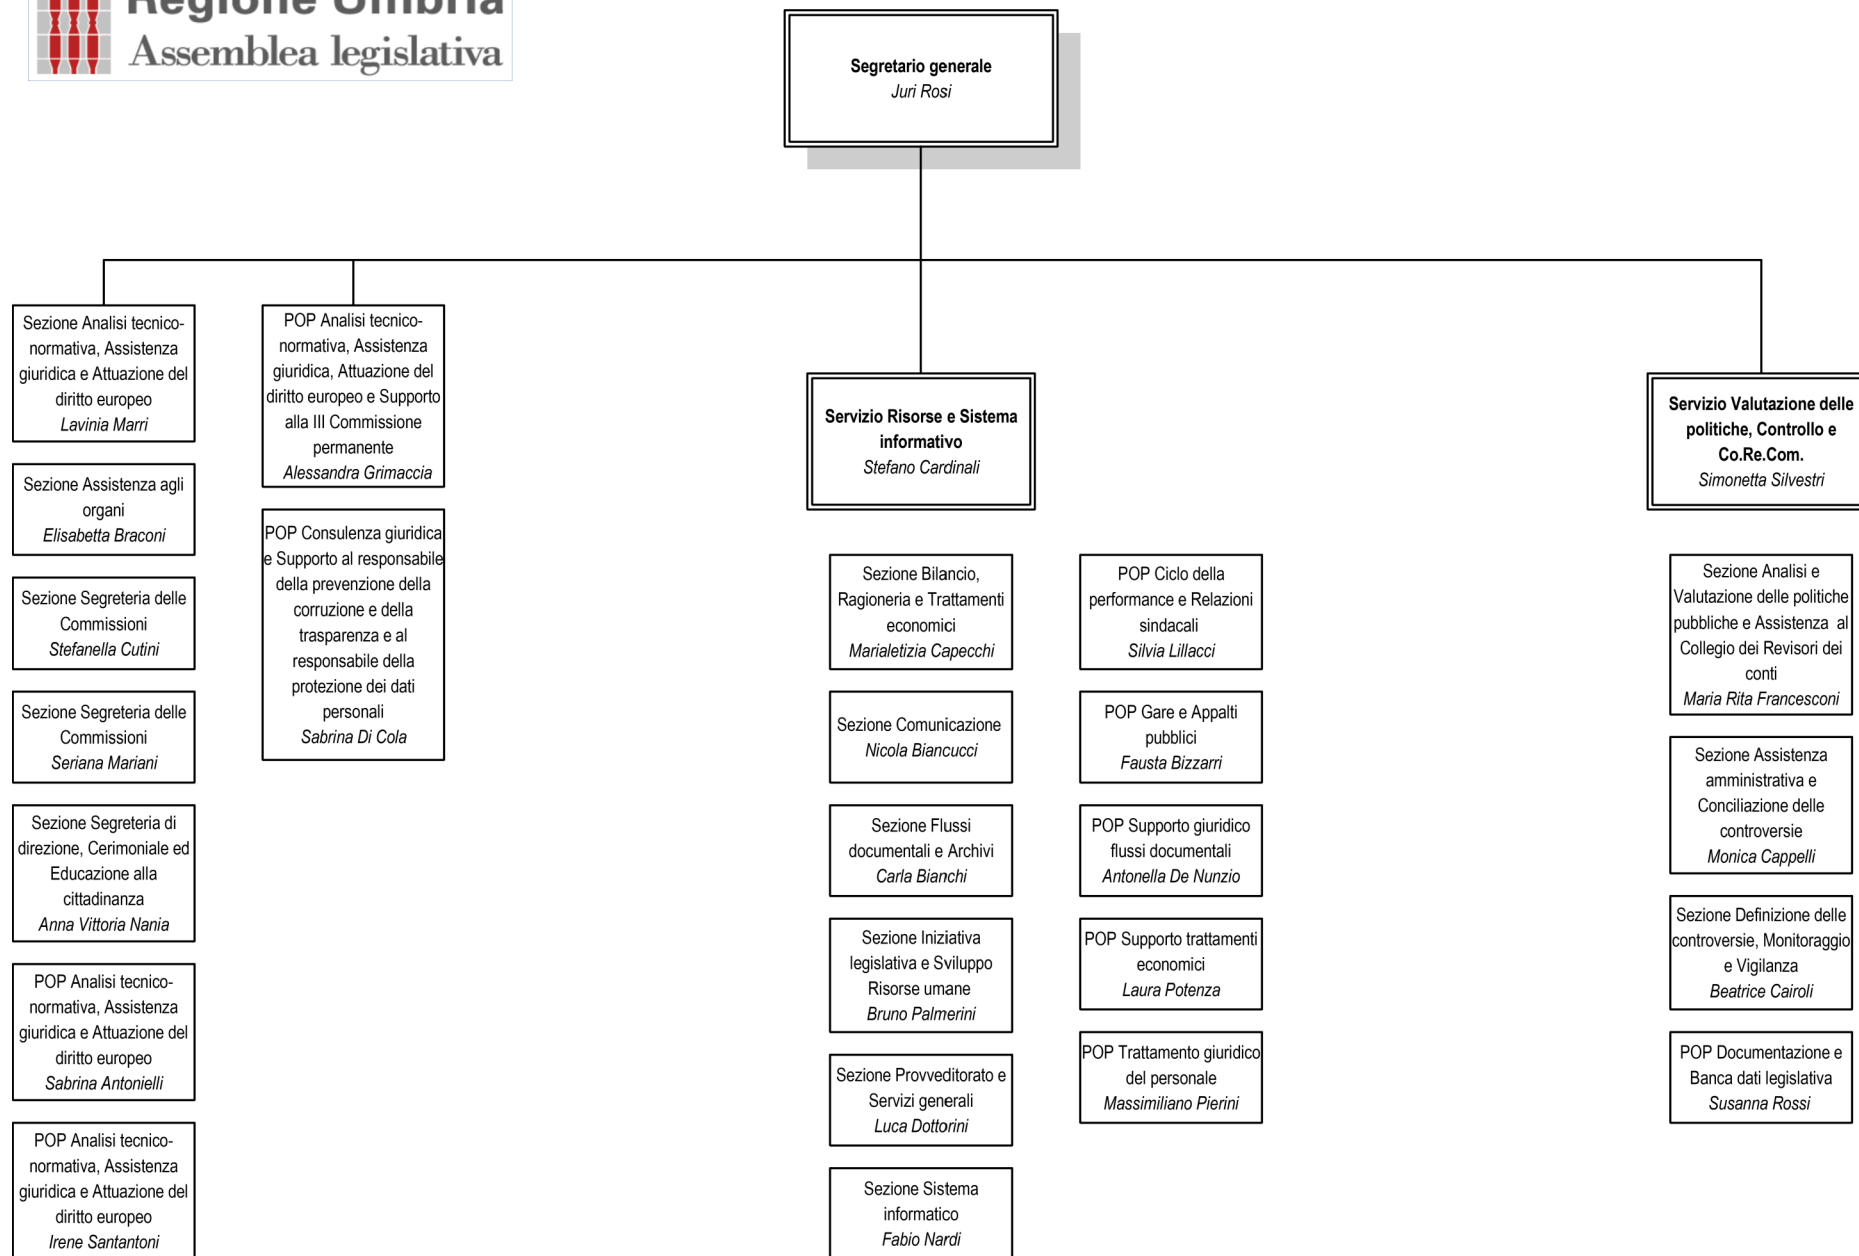 Regione Umbria
Assemblea legislativa
Segretario generale
Juri Rosi
Sezione Analisi tecnico-
normativa, Assistenza
giuridica e Attuazione del
diritto europeo
Lavinia Marri
Sezione Assistenza agli
organi
Elisabetta Braconi
Sezione Segreteria delle
Commissioni
Stefanella Cutini
Sezione Segreteria delle
Commissioni
Seriana Mariani
Sezione Segreteria di
direzione, Cerimoniale ed
Educazione alla
cittadinanza
Anna Vittoria Nania
POP Analisi tecnico-
normativa, Assistenza
giuridica e Attuazione del
diritto europeo
Sabrina Antonielli
POP Analisi tecnico-
normativa, Assistenza
giuridica e Attuazione del
diritto europeo
Irene Santantoni
POP Analisi tecnico-
normativa, Assistenza
giuridica, Attuazione del
diritto europeo e Supporto
alla III Commissione
permanente
Alessandra Grimaccia
POP Consulenza giuridica
e Supporto al responsabile
della prevenzione della
corruzione e della
trasparenza e al
responsabile della
protezione dei dati
personali
Sabrina Di Cola
Servizio Risorse e Sistema
informativo
Stefano Cardinali
Sezione Bilancio,
Ragioneria e Trattamenti
economici
Marialetizia Capecchi
Sezione Comunicazione
Nicola Biancucci
Sezione Flussi
documentali e Archivi
Carla Bianchi
Sezione Iniziativa
legislativa e Sviluppo
Risorse umane
Bruno Palmerini
Sezione Provveditorato e
Servizi generali
Luca Dottorini
Sezione Sistema
informatico
Fabio Nardi
POP Ciclo della
performance e Relazioni
sindacali
Silvia Lillacci
POP Gare e Appalti
pubblici
Fausta Bizzarri
POP Supporto giuridico
flussi documentali
Antonella De Nunzio
POP Supporto trattamenti
economici
Laura Potenza
POP Trattamento giuridico
del personale
Massimiliano Pierini
Servizio Valutazione delle
politiche, Controllo e
Co.Re.Com.
Simonetta Silvestri
Sezione Analisi e
Valutazione delle politiche
pubbliche e Assistenza al
Collegio dei Revisori dei
conti
Maria Rita Francesconi
Sezione Assistenza
amministrativa e
Conciliazione delle
controversie
Monica Cappelli
Sezione Definizione delle
controversie, Monitoraggio
e Vigilanza
Beatrice Cairoli
POP Documentazione e
Banca dati legislativa
Susanna Rossi